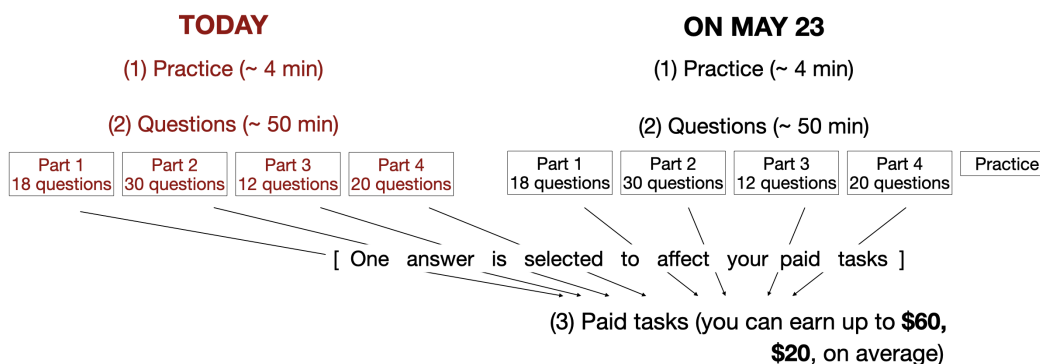 TODAY
(1) Practice (~ 4 min)
(2) Questions (~ 50 min)
Part 1
18 questions
Part 2
30 questions
Part 3
12 questions
Part 4
20 questions
ON MAY 23
(1) Practice (~ 4 min)
(2) Questions (~ 50 min)
Part 1
18 questions
Part 2
30 questions
Part 3
12 questions
Part 4
20 questions
Practice
[ One answer is selected to affect your paid tasks ]
(3) Paid tasks (you can earn up to $60,
$20, on average)